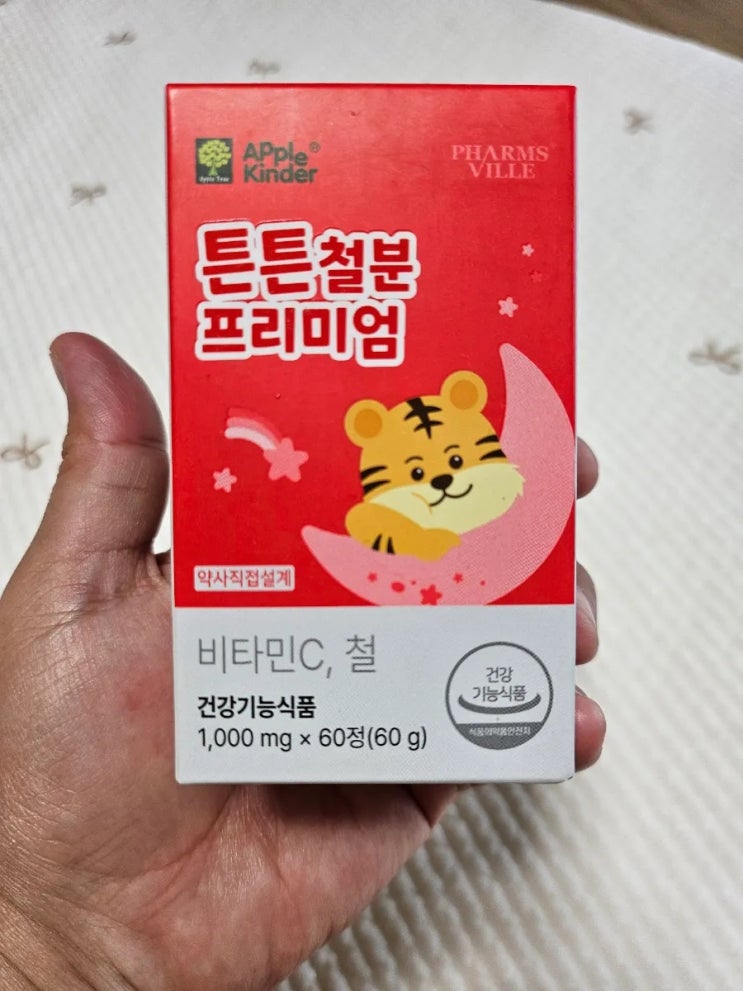 APple®
Kinder
Apple Tree
PHARMS
VILLE
튼튼철분
프리미엄
약사직접설계
비타민C, 철
건강기능식품
1,000 mg × 60정(60 g)
건강
기능식품
식품의약품안전처